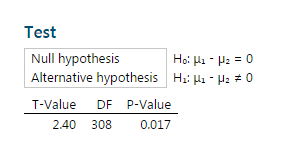 Test
Null hypothesis H₀: μ₁ - μ₂ = 0
Alternative hypothesis H₁: μ₁ - μ₂ ≠ 0
T-Value DF P-Value
2.40 308 0.017